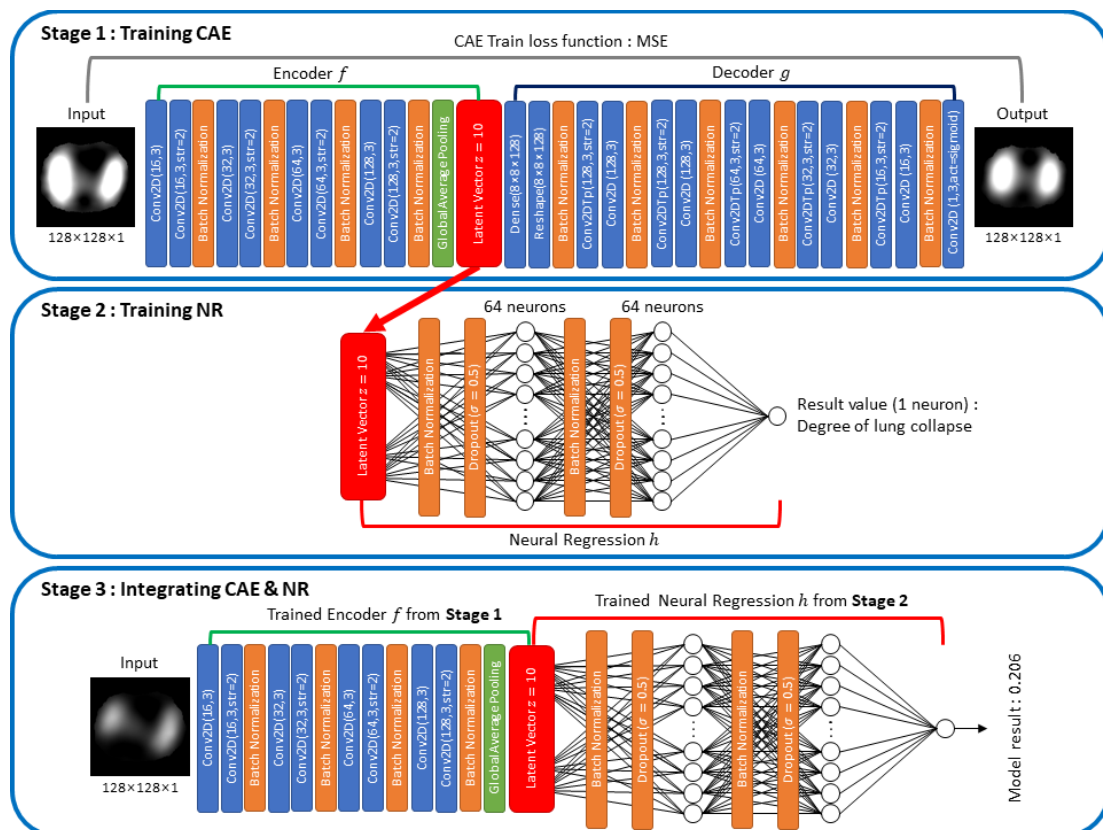 Stage 1 : Training CAE
CAE Train loss function : MSE
Encoder f
Decoder g
Input
128×128×1
Conv2D(16,3)
Conv2D(16,3,str=2)
Batch Normalization
Conv2D(32,3)
Conv2D(32,3,str=2)
Batch Normalization
Conv2D(64,3)
Conv2D(64,3,str=2)
Batch Normalization
Conv2D(128,3)
Conv2D(128,3,str=2)
Batch Normalization
Global Average Pooling
Latent Vector z = 10
Dense(8×8×128)
Reshape(8×8×128)
Batch Normalization
Conv2DTp(128,3,str=2)
Conv2D (128,3)
Batch Normalization
Conv2DTp(128,3,str=2)
Conv2D (128,3)
Batch Normalization
Conv2DTp(64,3,str=2)
Conv2D (64,3)
Batch Normalization
Conv2DTp(32,3,str=2)
Conv2D (32,3)
Batch Normalization
Conv2DTp(16,3,str=2)
Conv2D (16,3)
Batch Normalization
Conv2D (1,3,act=sigmoid)
Output
128×128×1
Stage 2 : Training NR
64 neurons
64 neurons
Latent Vector z = 10
Batch Normalization
Dropout (σ = 0.5)
Batch Normalization
Dropout (σ = 0.5)
Result value (1 neuron) :
Degree of lung collapse
Neural Regression h
Stage 3 : Integrating CAE & NR
Trained Encoder f from Stage 1
Trained Neural Regression h from Stage 2
Input
128×128×1
Conv2D(16,3)
Conv2D(16,3,str=2)
Batch Normalization
Conv2D(32,3)
Conv2D(32,3,str=2)
Batch Normalization
Conv2D(64,3)
Conv2D(64,3,str=2)
Batch Normalization
Conv2D(128,3)
Conv2D(128,3,str=2)
Batch Normalization
Global Average Pooling
Latent Vector z = 10
Batch Normalization
Dropout (σ = 0.5)
Batch Normalization
Dropout (σ = 0.5)
Model result : 0.206